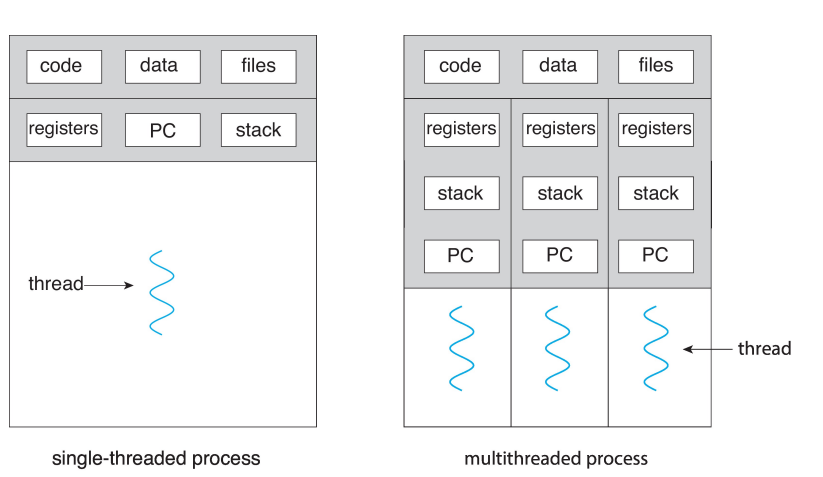 code data files
registers PC stack
thread
single-threaded process
code data files
registers registers registers
stack stack stack
PC PC PC
thread
multithreaded process